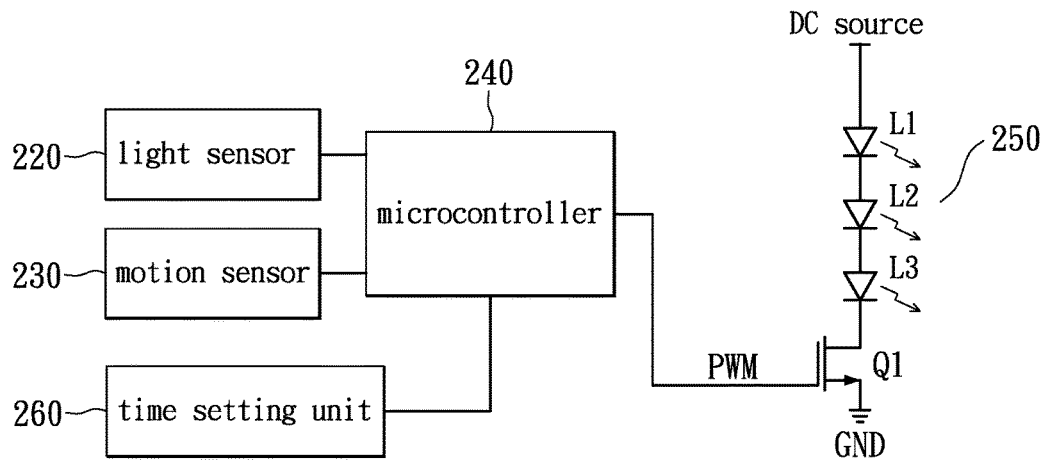 DC source
240
L1
220
light sensor
250
L2
microcontroller
230
motion sensor
L3
PWM
Q1
260
time setting unit
GND